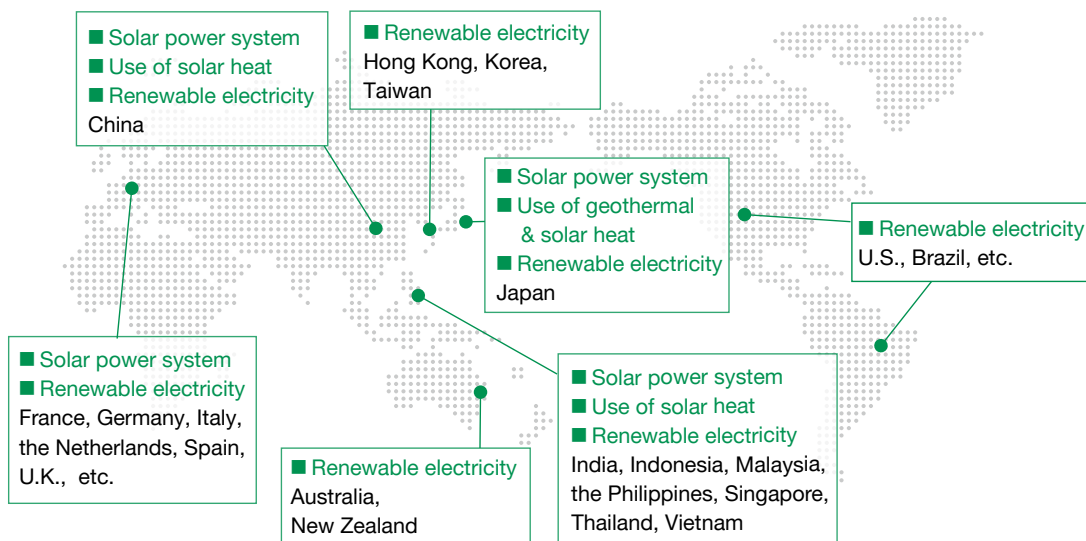 ■ Solar power system
■ Use of solar heat
■ Renewable electricity
China
■ Renewable electricity
Hong Kong, Korea,
Taiwan
■ Solar power system
■ Use of geothermal
& solar heat
■ Renewable electricity
Japan
■ Renewable electricity
U.S., Brazil, etc.
■ Solar power system
■ Renewable electricity
France, Germany, Italy,
the Netherlands, Spain,
U.K., etc.
■ Renewable electricity
Australia,
New Zealand
■ Solar power system
■ Use of solar heat
■ Renewable electricity
India, Indonesia, Malaysia,
the Philippines, Singapore,
Thailand, Vietnam